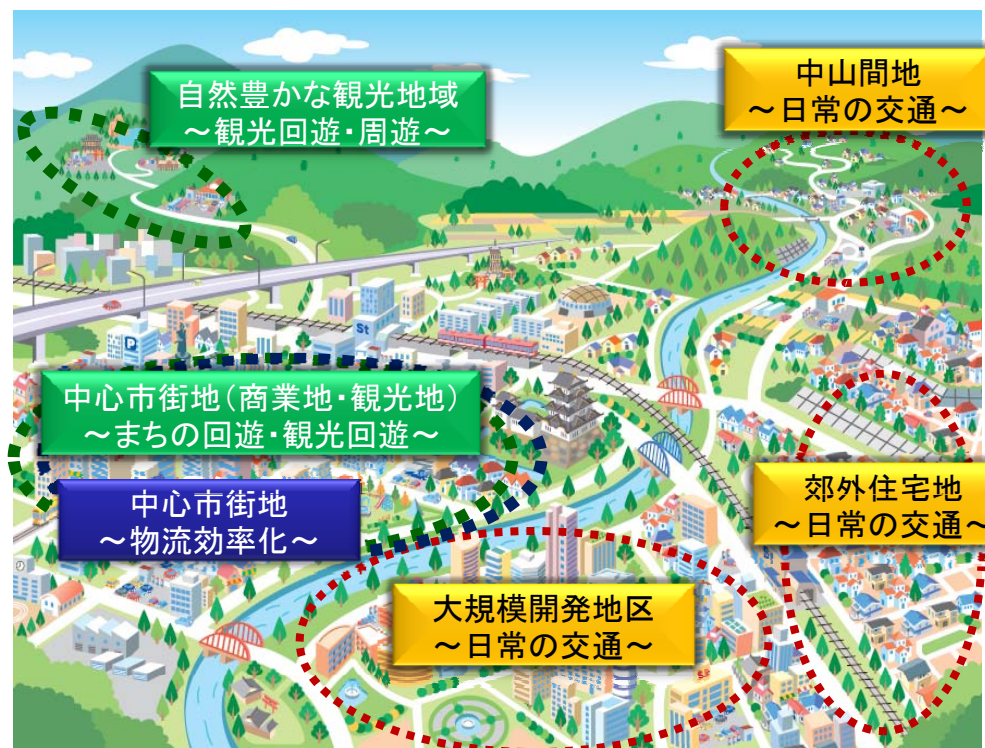 自然豊かな観光地域
～観光回遊・周遊～
中山間地
～日常の交通～
P
St
中心市街地（商業地・観光地）
～まちの回遊・観光回遊～
中心市街地
～物流効率化～
郊外住宅地
～日常の交通～
大規模開発地区
～日常の交通～